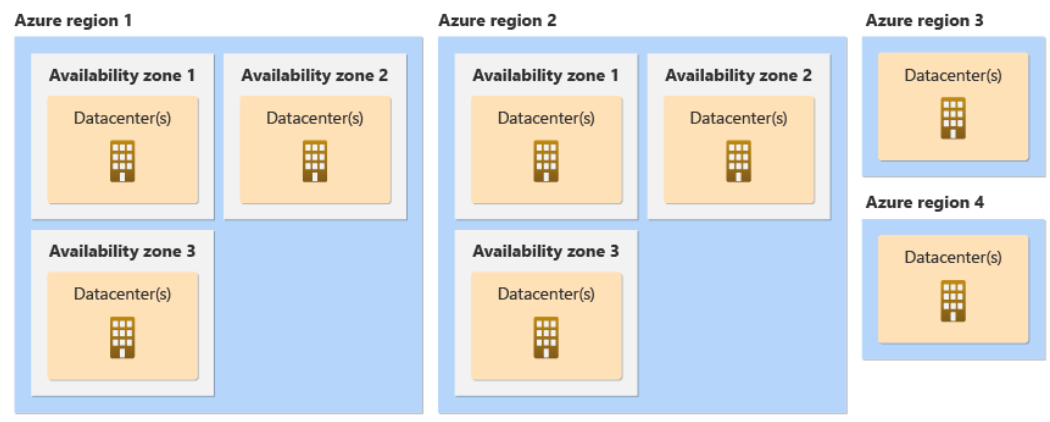 Azure region 1
Availability zone 1
Datacenter(s)
Availability zone 2
Datacenter(s)
Availability zone 3
Datacenter(s)
Azure region 2
Availability zone 1
Datacenter(s)
Availability zone 2
Datacenter(s)
Availability zone 3
Datacenter(s)
Azure region 3
Datacenter(s)
Azure region 4
Datacenter(s)